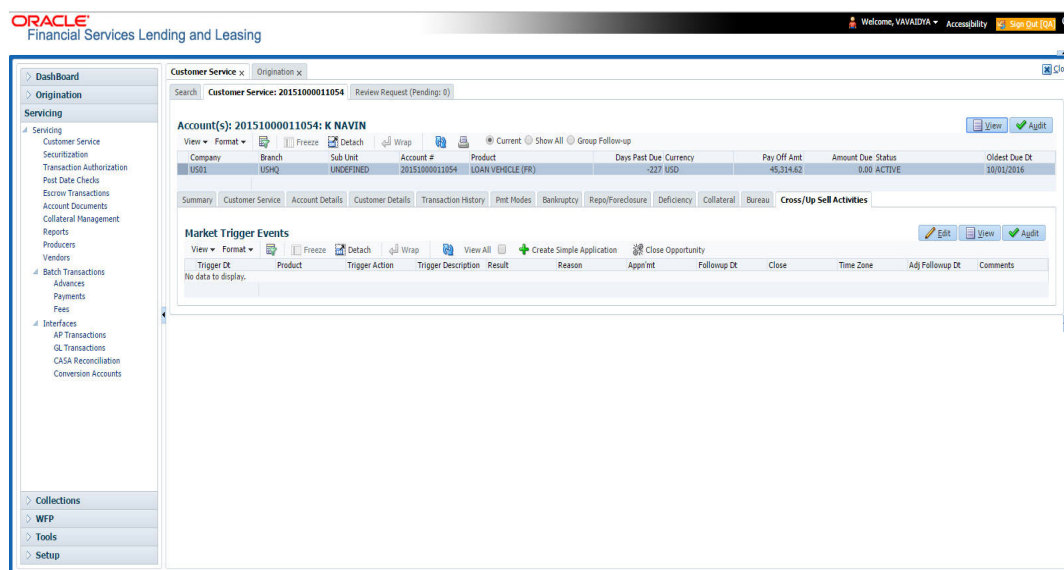 ORACLE
Financial Services Lending and Leasing
Welcome, VAVAIDYA
Accessibility
Sign Out [QA]
DashBoard
Origination
Servicing
Servicing
Customer Service
Securitization
Transaction Authorization
Post Date Checks
Escrow Transactions
Account Documents
Collateral Management
Reports
Producers
Vendors
Batch Transactions
Advances
Payments
Fees
Interfaces
AP Transactions
GL Transactions
CASA Reconciliation
Conversion Accounts
Collections
WFP
Tools
Setup
Customer Service x Origination x
Clo
Search Customer Service: 20151000011054 Review Request (Pending: 0)
Account(s): 20151000011054: K NAVIN
View Audit
View Format Freeze Detach Wrap Current Show All Group Follow-up
Company Branch Sub Unit Account # Product Days Past Due Currency Pay Off Amt Amount Due Status Oldest Due Dt
US01 USHQ UNDEFINED 20151000011054 LOAN VEHICLE (FR) -227 USD 45,314.62 0.00 ACTIVE 10/01/2016
Summary Customer Service Account Details Customer Details Transaction History Pmt Modes Bankruptcy Repo/Foreclosure Deficiency Collateral Bureau Cross/Up Sell Activities
Market Trigger Events
Edit View Audit
View Format Freeze Detach Wrap View All Create Simple Application Close Opportunity
Trigger Dt Product Trigger Action Trigger Description Result Reason Appn'mt Followup Dt Close Time Zone Adj Followup Dt Comments
No data to display.